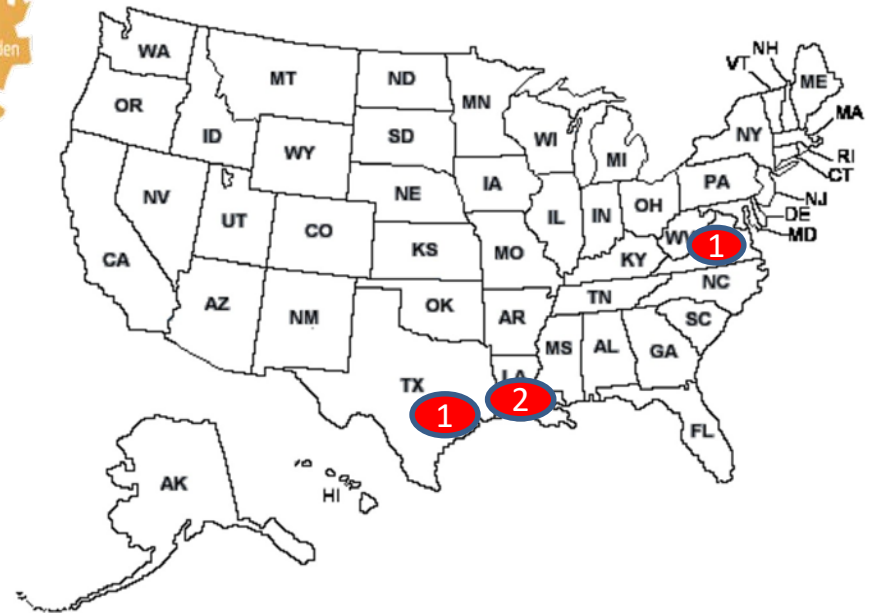 den
WA
MT
ND
MN
OR
ID
SD
WI
MI
NY
VT
NH
ME
MA
RI
CT
NJ
DE
MD
PA
WY
NE
IA
NV
UT
CO
KS
MO
IL
IN
OH
WV
1
KY
CA
AZ
NM
OK
AR
TN
NC
SC
MS
AL
GA
TX
1
LA
2
FL
AK
HI